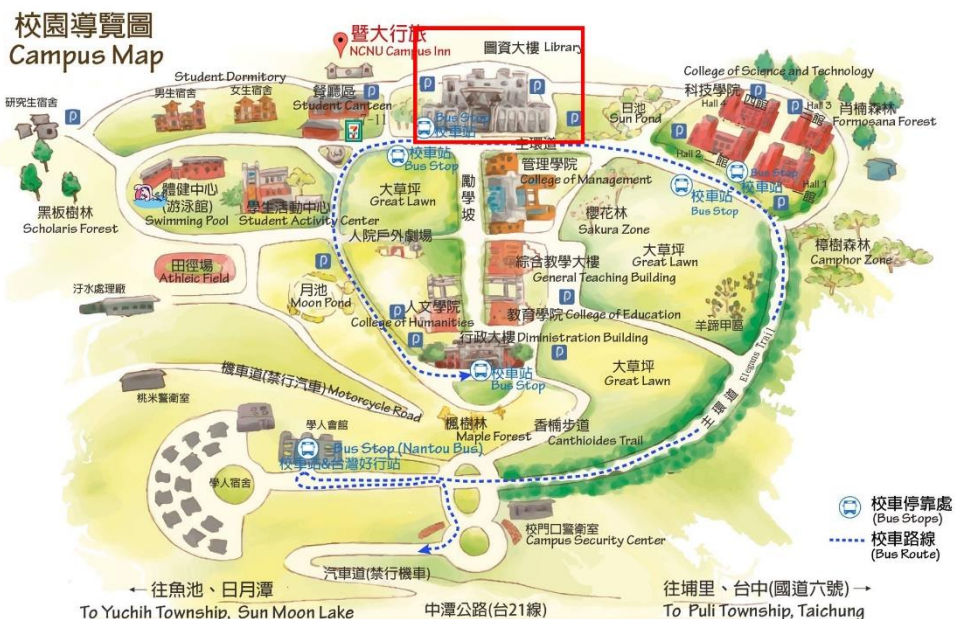 校園導覽圖
Campus Map
暨大行旅
NCNU Campus Inn
圖資大樓 Library
Student Dormitory
男生宿舍
女生宿舍
餐廳區
Student Canteen
7-11
Bus Stop
校車站
校車站
Bus Stop
主環道
日池
Sun Pond
College of Science and Technology
科技學院
Hall 4
四館
Hall 3
三館
Hall 2
二館
Hall 1
一館
肖楠森林
Formosana Forest
研究生宿舍
黑板樹林
Scholaris Forest
體健中心
(游泳館)
Swimming Pool
學生活動中心
Student Activity Center
大草坪
Great Lawn
勵學坡
管理學院
College of Management
校車站
Bus Stop
Bus Stop
校車站
櫻花林
Sakura Zone
大草坪
Great Lawn
樟樹森林
Camphor Zone
人院戶外劇場
田徑場
Athleic Field
汙水處理廠
月池
Moon Pond
綜合教學大樓
General Teaching Building
人文學院
College of Humanities
教育學院 College of Education
羊蹄甲區
行政大樓 Diministration Building
校車站
Bus Stop
大草坪
Great Lawn
主環道 Elegans Trail
機車道(禁行汽車) Motorcycle Road
桃米警衛室
楓樹林
Maple Forest
香楠步道
Canthioides Trail
學人會館
Bus Stop (Nantou Bus)
校車站&台灣好行站
學人宿舍
校門口警衛室
Campus Security Center
汽車道(禁行機車)
校車停靠處
(Bus Stops)
校車路線
(Bus Route)
←往魚池、日月潭
To Yuchih Township, Sun Moon Lake
中潭公路(台21線)
往埔里、台中(國道六號)→
To Puli Township, Taichung